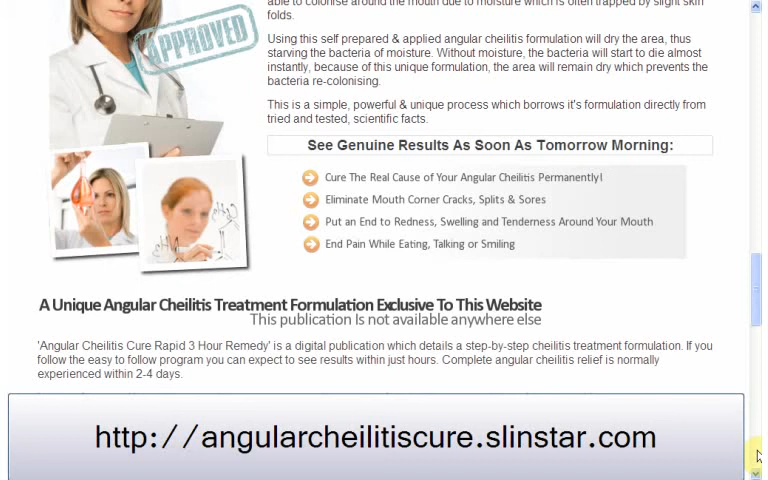 able to colonise around the mouth due to moisture which is often trapped by slight skin
folds.
Using this self prepared & applied angular cheilitis formulation will dry the area, thus
starving the bacteria of moisture. Without moisture, the bacteria will start to die almost
instantly, because of this unique formulation, the area will remain dry which prevents the
bacteria re-colonising.
This is a simple, powerful & unique process which borrows it's formulation directly from
tried and tested, scientific facts.
APPROVED
See Genuine Results As Soon As Tomorrow Morning:
Cure The Real Cause of Your Angular Cheilitis Permanently!
Eliminate Mouth Corner Cracks, Splits & Sores
Put an End to Redness, Swelling and Tenderness Around Your Mouth
End Pain While Eating, Talking or Smiling
A Unique Angular Cheilitis Treatment Formulation Exclusive To This Website
This publication Is not available anywhere else
'Angular Cheilitis Cure Rapid 3 Hour Remedy' is a digital publication which details a step-by-step cheilitis treatment formulation. If you
follow the easy to follow program you can expect to see results within just hours. Complete angular cheilitis relief is normally
experienced within 2-4 days.
http://angularcheilitiscure.slinstar.com